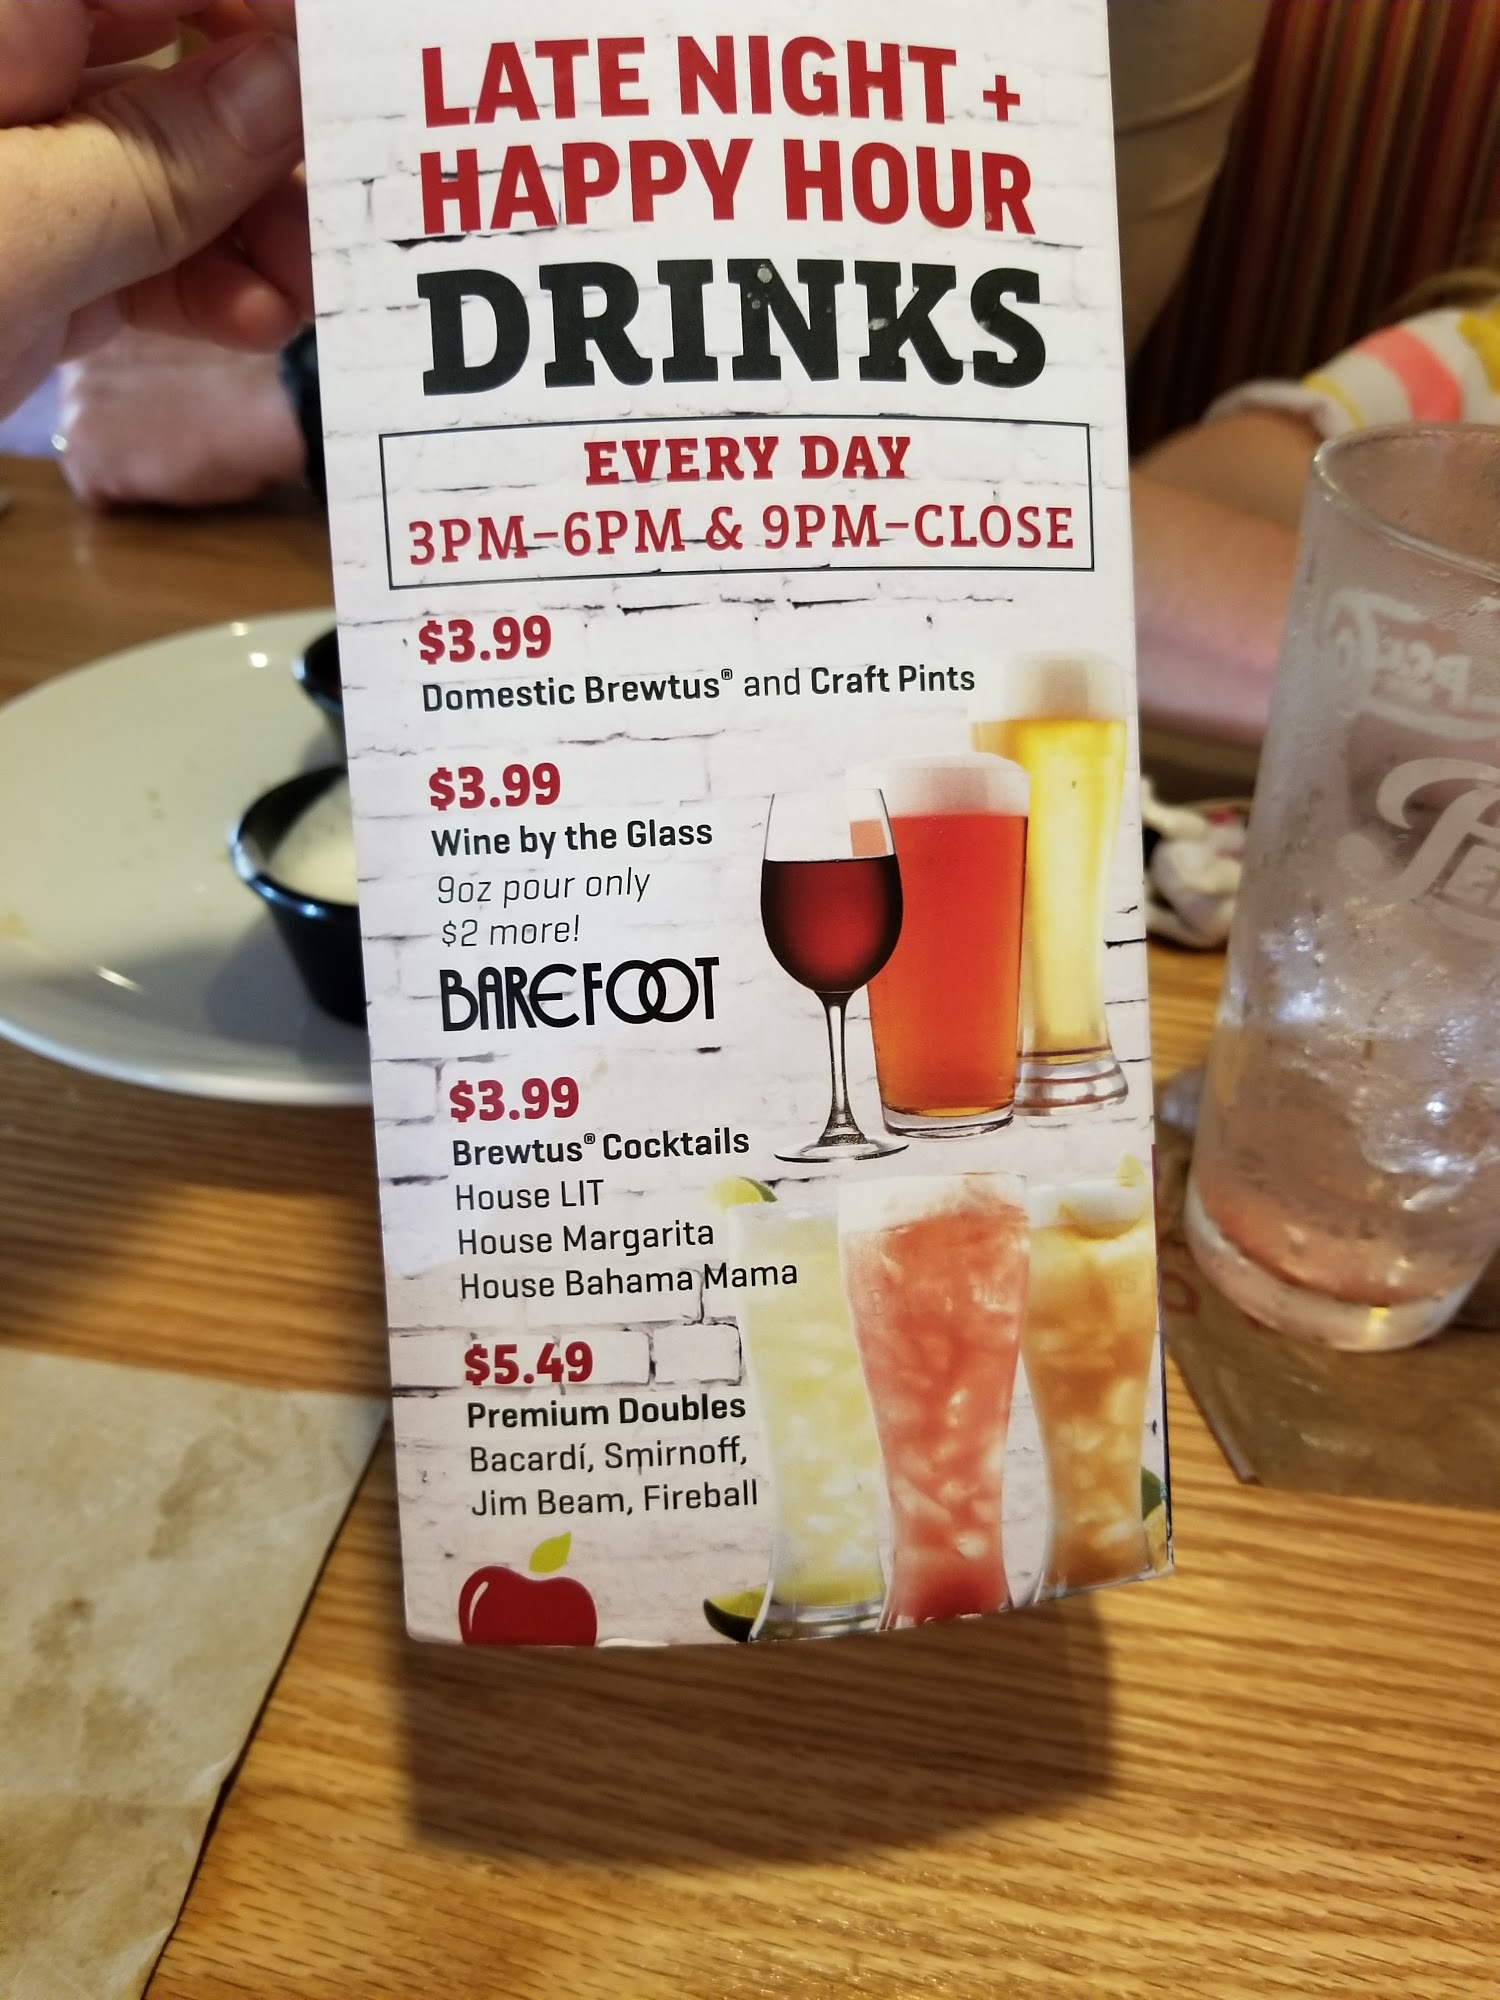 LATE NIGHT +
HAPPY HOUR
DRINKS
EVERY DAY
3PM–6PM & 9PM–CLOSE
$3.99
Domestic Brewtus® and Craft Pints
$3.99
Wine by the Glass
9oz pour only
$2 more!
BAREFOOT
$3.99
Brewtus® Cocktails
House LIT
House Margarita
House Bahama Mama
$5.49
Premium Doubles
Bacardí, Smirnoff,
Jim Beam, Fireball